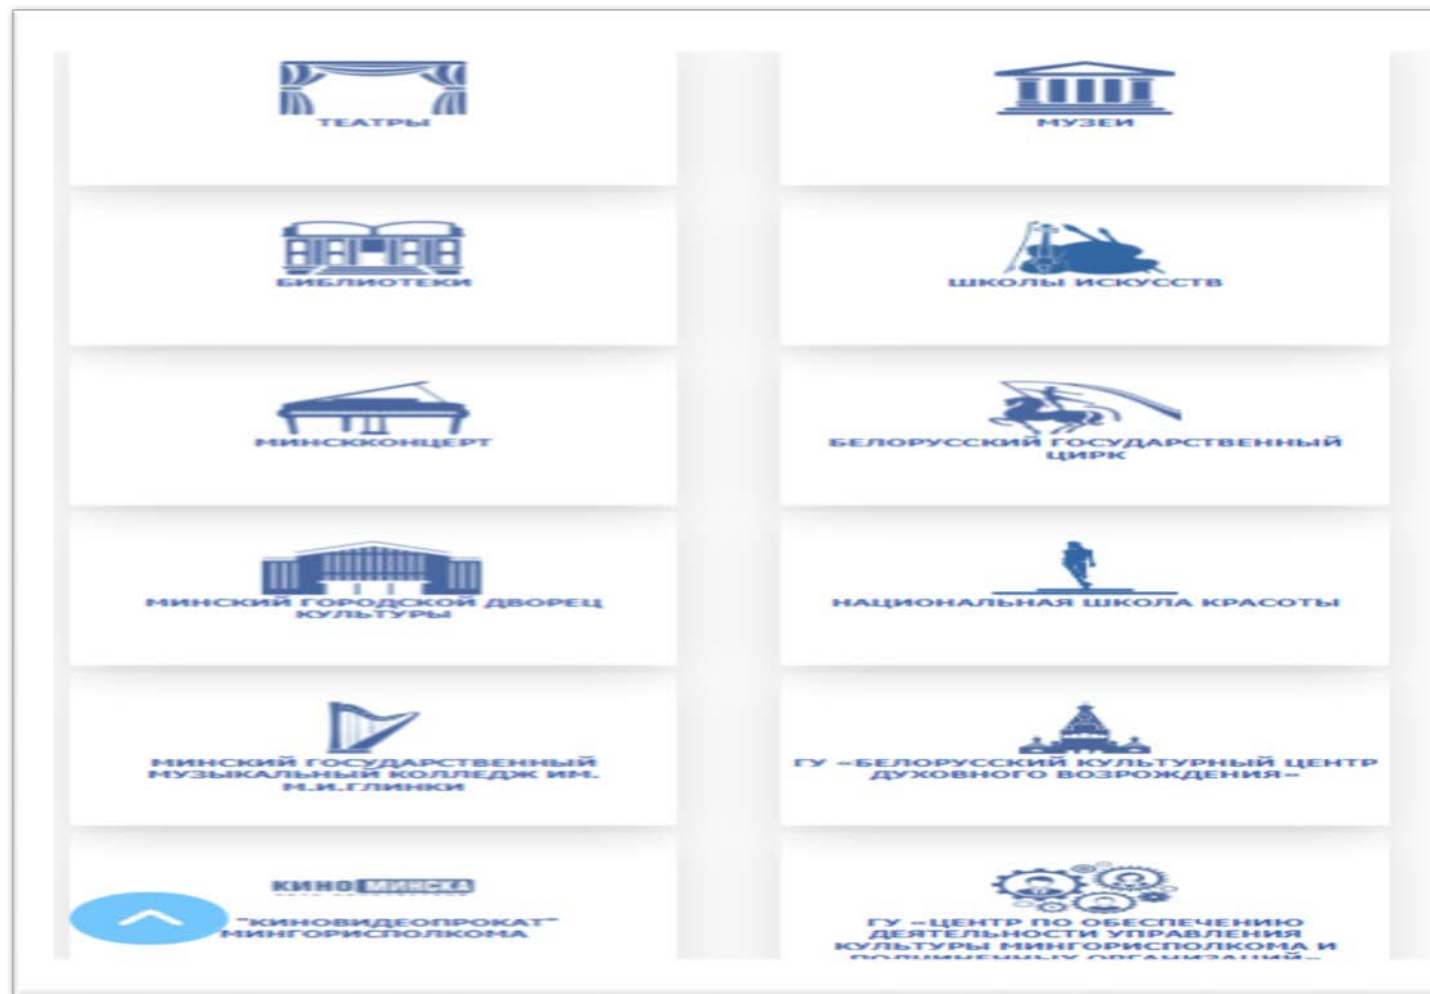 ТЕАТРЫ
МУЗЕИ
БИБЛИОТЕКИ
ШКОЛЫ ИСКУССТВ
МИНСККОНЦЕРТ
БЕЛОРУССКИЙ ГОСУДАРСТВЕННЫЙ
ЦИРК
МИНСКИЙ ГОРОДСКОЙ ДВОРЕЦ
КУЛЬТУРЫ
НАЦИОНАЛЬНАЯ ШКОЛА КРАСОТЫ
МИНСКИЙ ГОСУДАРСТВЕННЫЙ
МУЗЫКАЛЬНЫЙ КОЛЛЕДЖ ИМ.
М.И.ГЛИНКИ
ГУ «БЕЛОРУССКИЙ КУЛЬТУРНЫЙ ЦЕНТР
ДУХОВНОГО ВОЗРОЖДЕНИЯ»
КИНО МИНСКА
"КИНОВИДЕОПРОКАТ"
МИНГОРИСПОЛКОМА
ГУ «ЦЕНТР ПО ОБЕСПЕЧЕНИЮ
ДЕЯТЕЛЬНОСТИ УПРАВЛЕНИЯ
КУЛЬТУРЫ МИНГОРИСПОЛКОМА И
ПОДЧИНЕННЫХ ОРГАНИЗАЦИЙ»